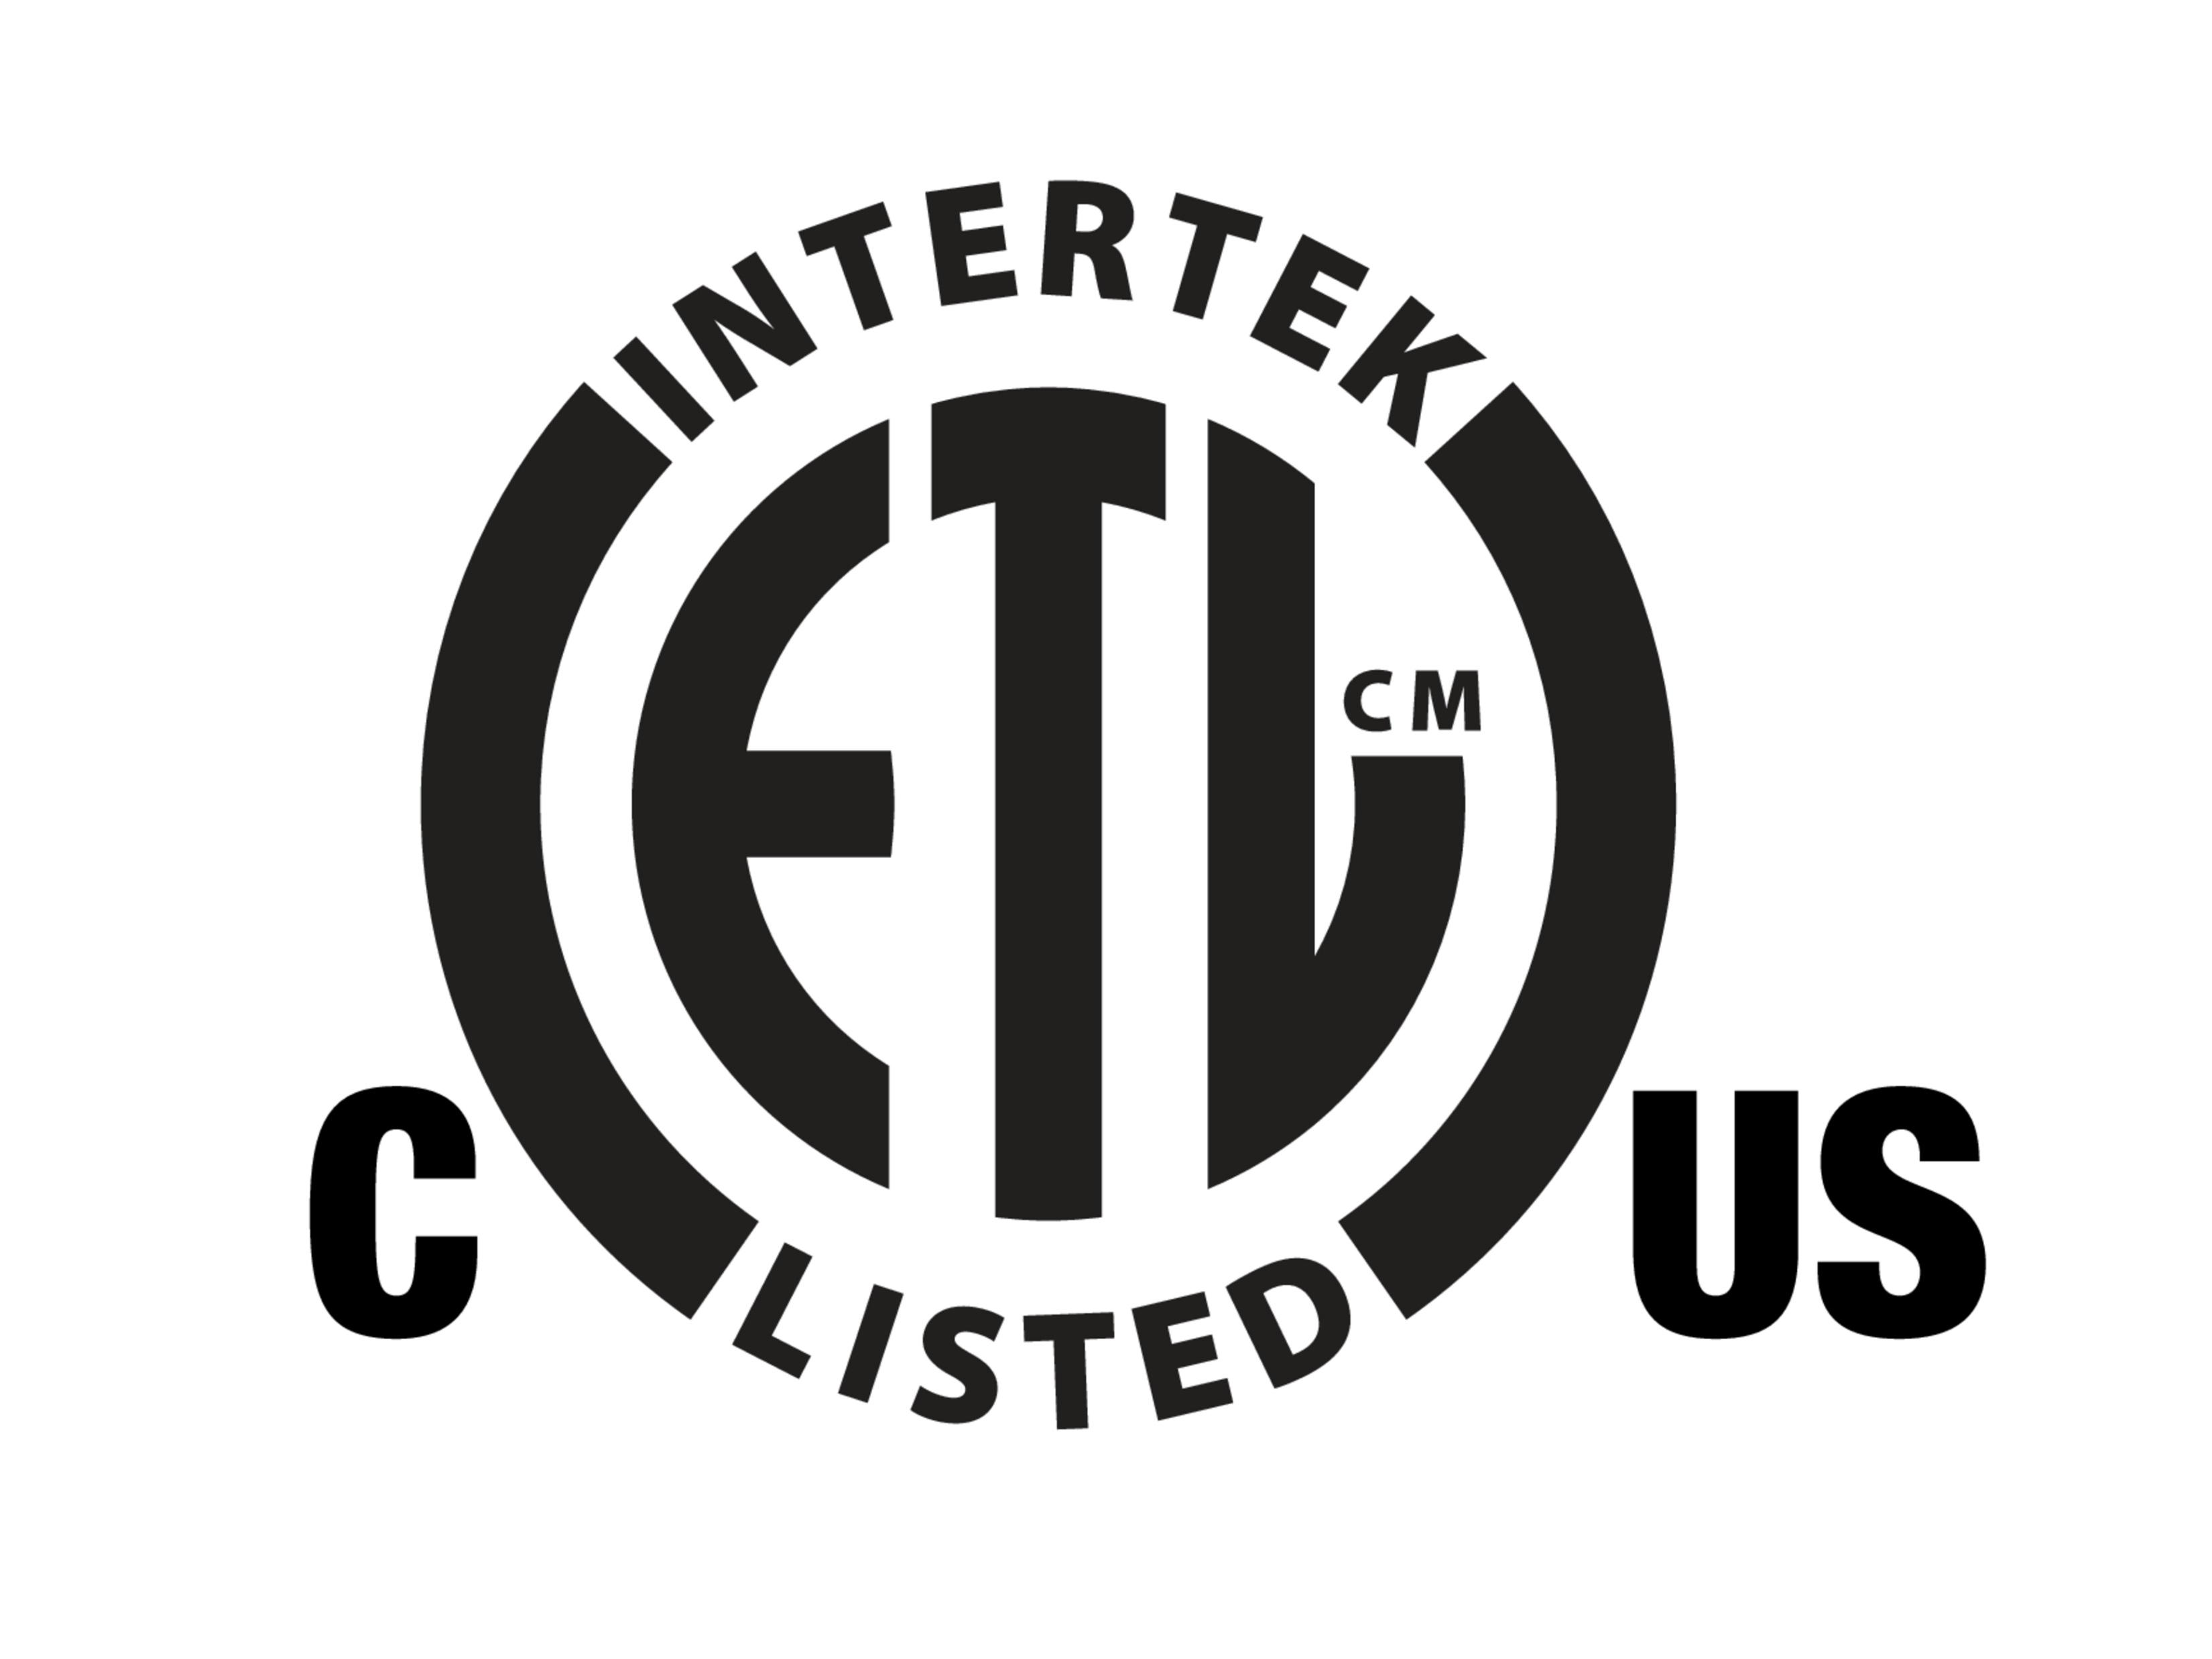 INTERTEK
ETL
CM
C
US
LISTED